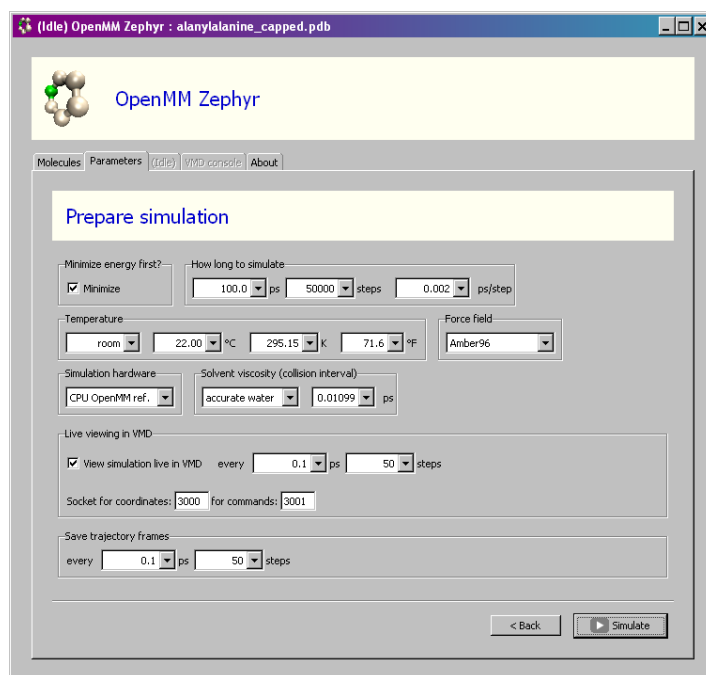 (Idle) OpenMM Zephyr : alanylalanine_capped.pdb
OpenMM Zephyr
Molecules Parameters (Idle) VMD console About
Prepare simulation
Minimize energy first? How long to simulate
Minimize 100.0 ps 50000 steps 0.002 ps/step
Temperature Force field
room 22.00 °C 295.15 K 71.6 °F Amber96
Simulation hardware Solvent viscosity (collision interval)
CPU OpenMM ref. accurate water 0.01099 ps
Live viewing in VMD
View simulation live in VMD every 0.1 ps 50 steps
Socket for coordinates: 3000 for commands: 3001
Save trajectory frames
every 0.1 ps 50 steps
< Back Simulate